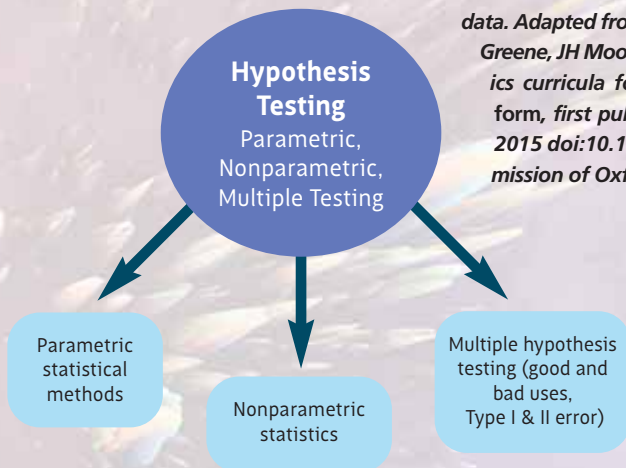 data. Adapted fro
Greene, JH Moo
ics curricula fo
form, first pul
2015 doi:10.1
mission of Oxf
Hypothesis
Testing
Parametric,
Nonparametric,
Multiple Testing
Parametric
statistical
methods
Nonparametric
statistics
Multiple hypothesis
testing (good and
bad uses,
Type I & II error)